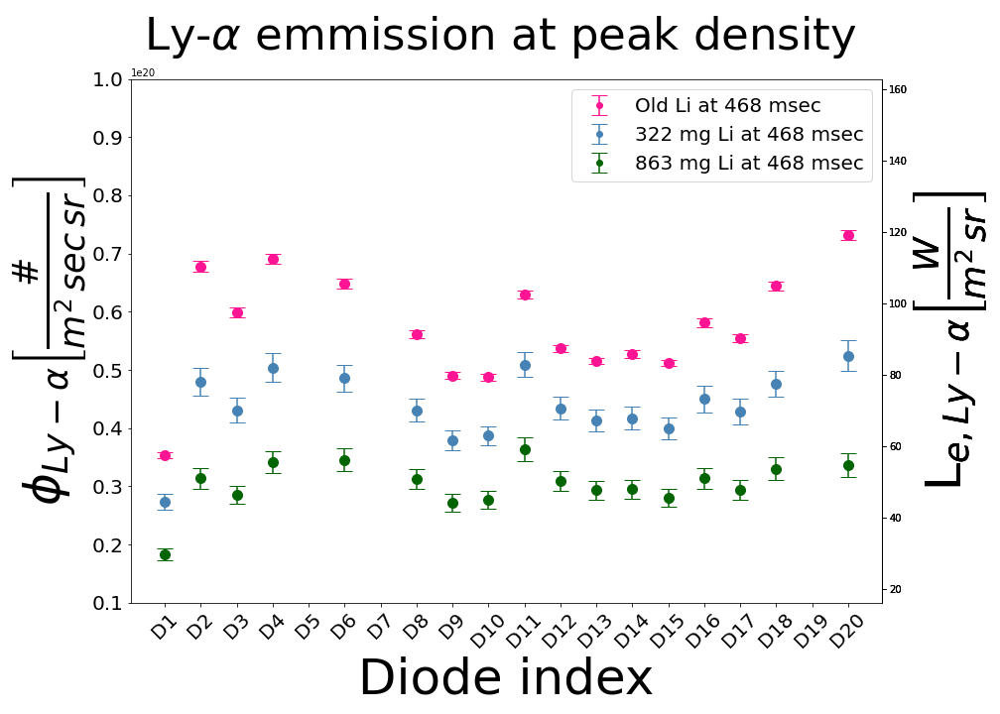 Ly-α emmission at peak density
1e20
1.0
0.9
0.8
0.7
0.6
0.5
0.4
0.3
0.2
0.1
ϕ_{Ly-α} [#/m² sec sr]
Old Li at 468 msec
322 mg Li at 468 msec
863 mg Li at 468 msec
160
140
120
100
80
60
40
20
L_{e, Ly-α} [W/m² sr]
D1 D2 D3 D4 D5 D6 D7 D8 D9 D10 D11 D12 D13 D14 D15 D16 D17 D18 D19 D20
Diode index